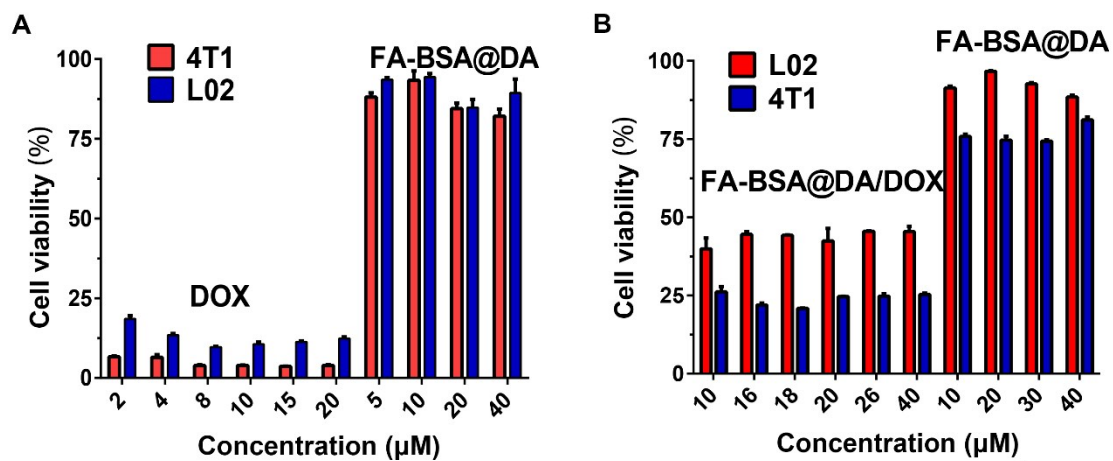 A
4T1
L02
FA-BSA@DA
DOX
Cell viability (%)
100
75
50
25
0
2 4 8 10 15 20 5 10 20 40
Concentration (µM)
B
L02
4T1
FA-BSA@DA
FA-BSA@DA/DOX
Cell viability (%)
100
75
50
25
0
10 16 18 20 26 40 10 20 30 40
Concentration (µM)